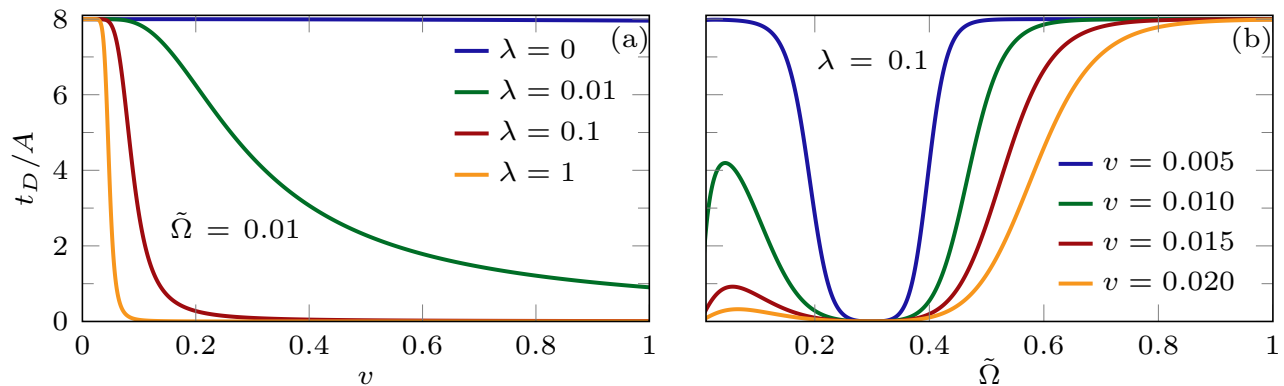 8
6
4
2
0
t_D/A
(a)
λ = 0
λ = 0.01
λ = 0.1
λ = 1
Ω̃ = 0.01
0 0.2 0.4 0.6 0.8 1
v
(b)
λ = 0.1
v = 0.005
v = 0.010
v = 0.015
v = 0.020
0.2 0.4 0.6 0.8 1
Ω̃